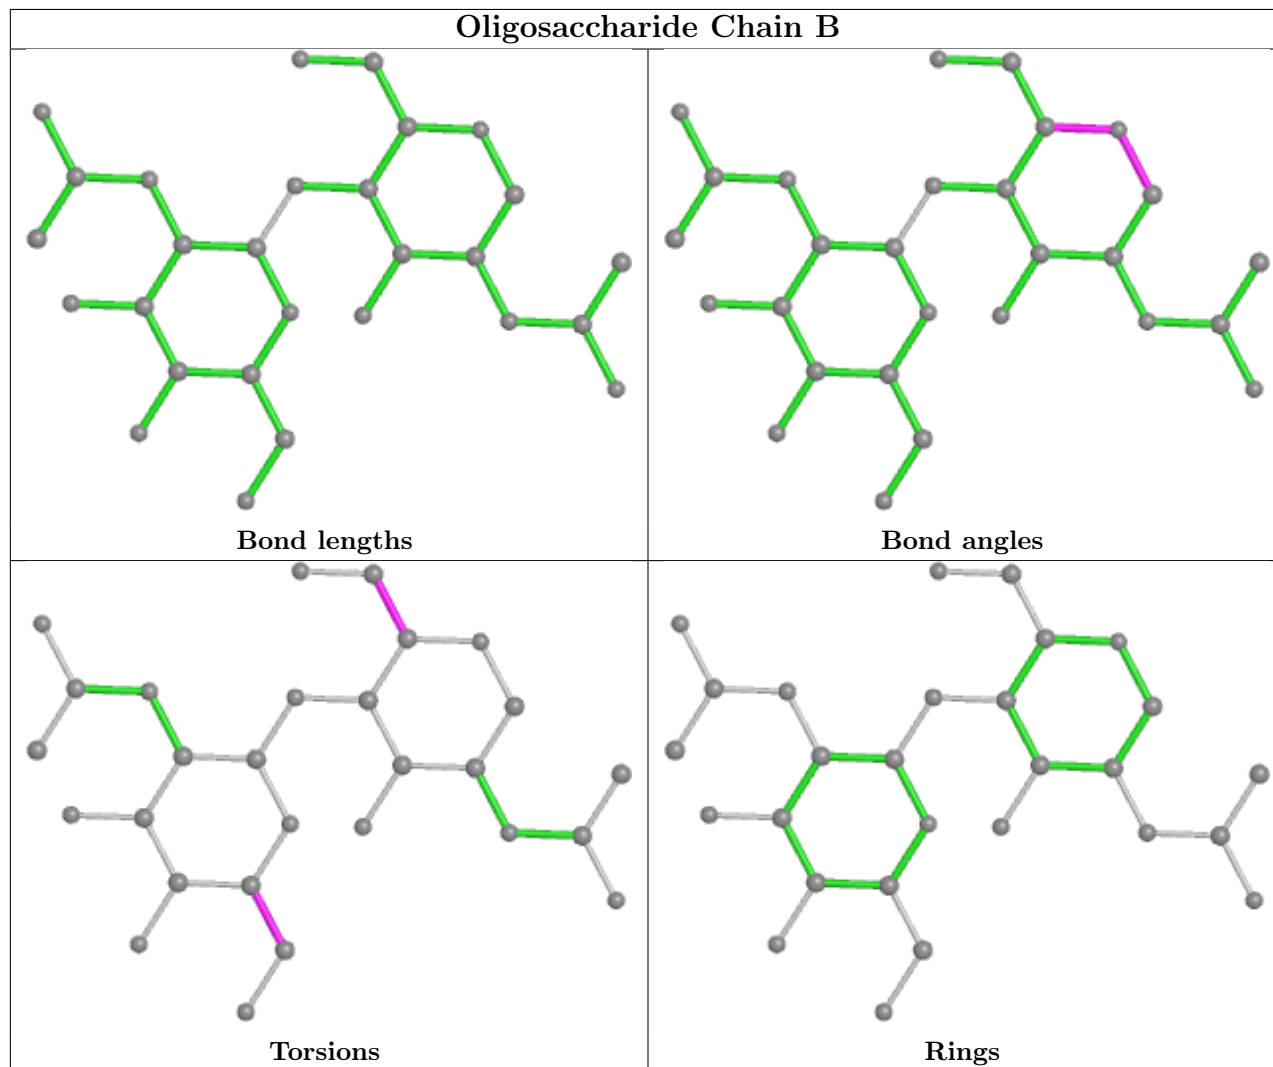 Oligosaccharide Chain B
Bond lengths
Bond angles
Torsions
Rings